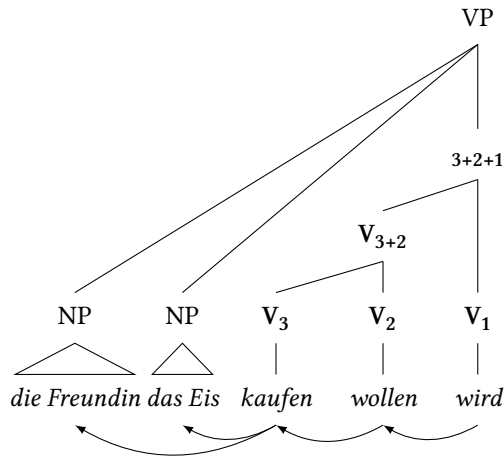 VP
3+2+1
V3+2
NP NP V3 V2 V1
die Freundin das Eis kaufen wollen wird